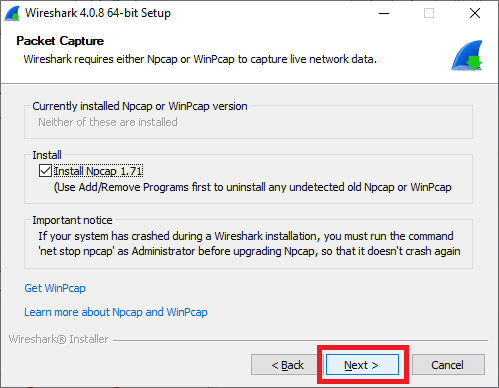 Wireshark 4.0.8 64-bit Setup
Packet Capture
Wireshark requires either Npcap or WinPcap to capture live network data.
Currently installed Npcap or WinPcap version
Neither of these are installed
Install
Install Npcap 1.71
(Use Add/Remove Programs first to uninstall any undetected old Npcap or WinPcap
Important notice
If your system has crashed during a Wireshark installation, you must run the command
'net stop npcap' as Administrator before upgrading Npcap, so that it doesn't crash again
Get WinPcap
Learn more about Npcap and WinPcap
Wireshark® Installer
< Back
Next >
Cancel